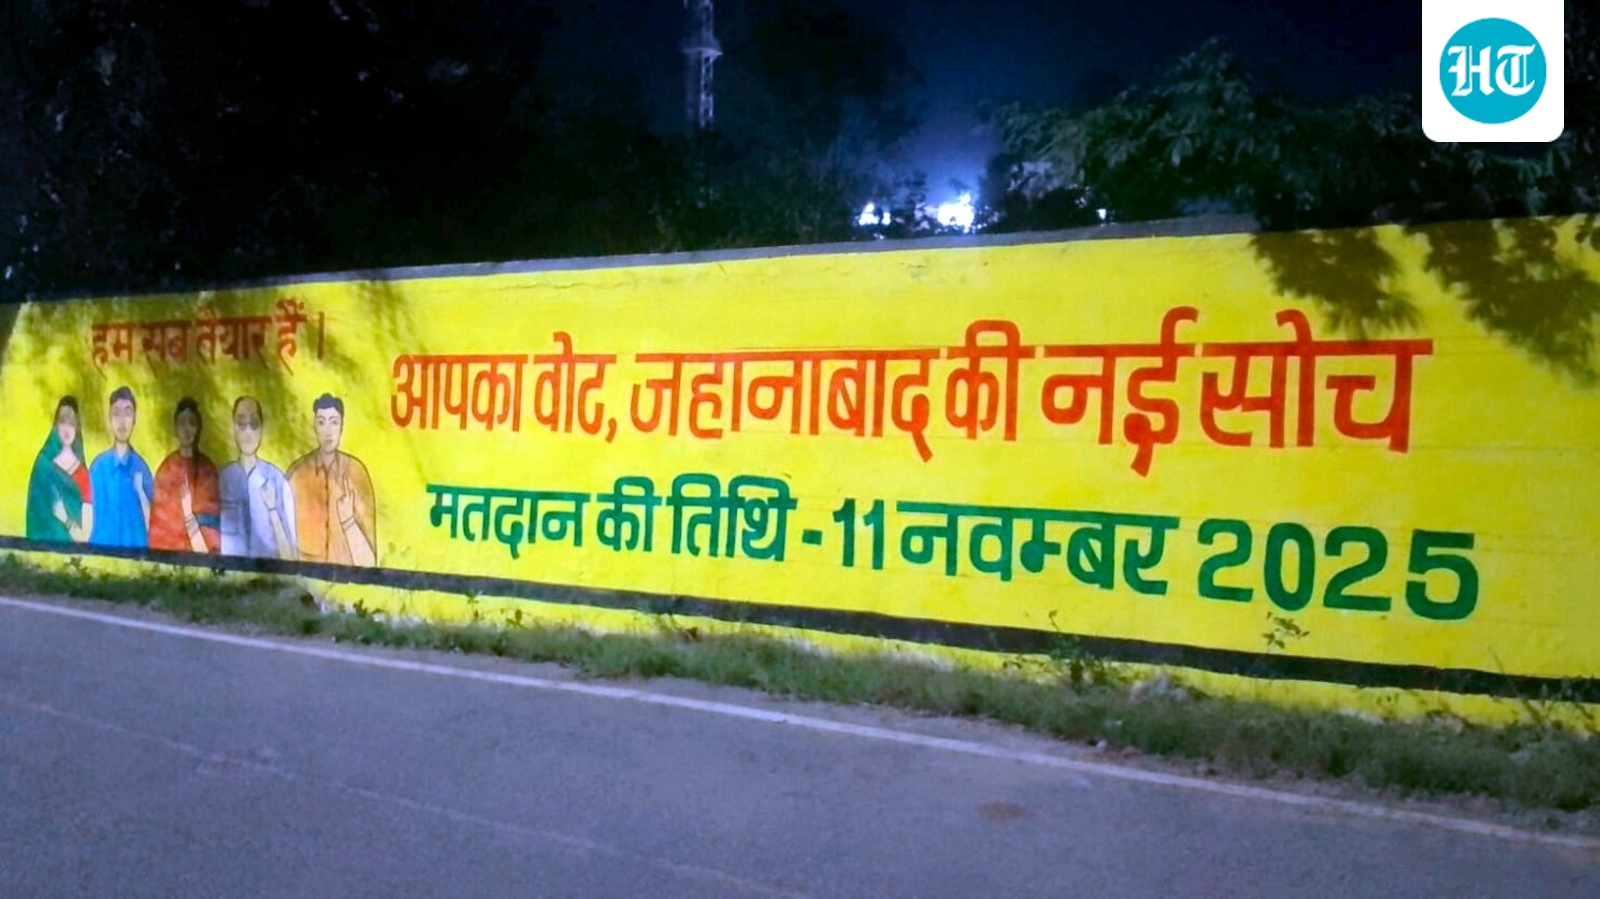 HT
हम सब तैयार हैं ।
आपका वोट, जहानाबाद की नई सोच
मतदान की तिथि - 11 नवम्बर 2025